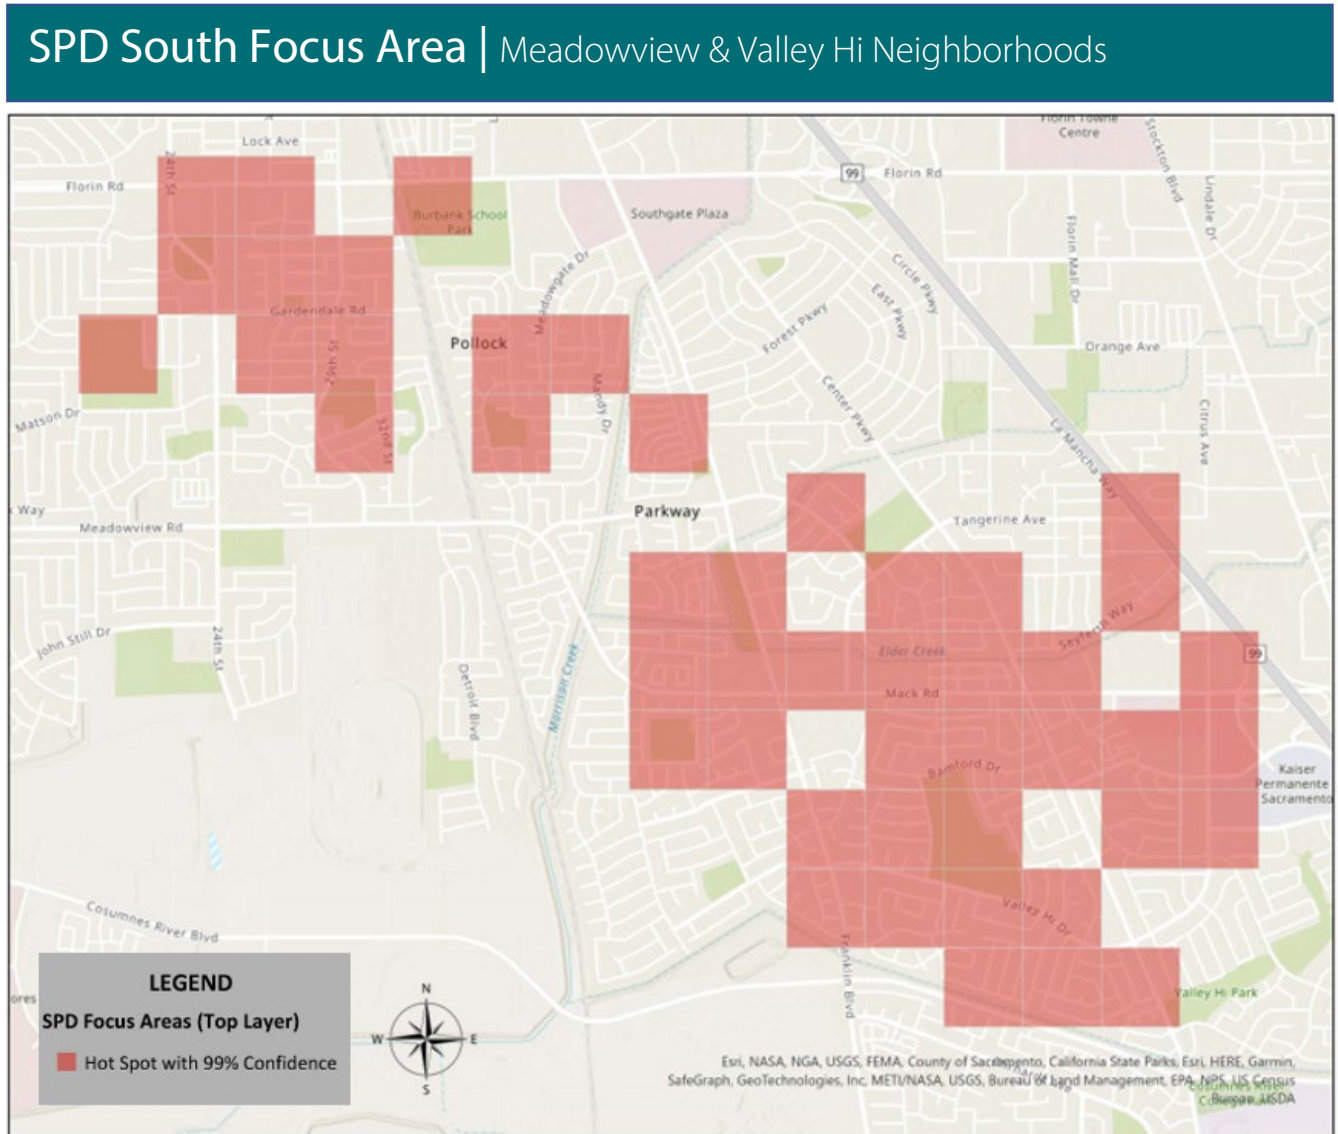 SPD South Focus Area | Meadowview & Valley Hi Neighborhoods
Florin Towne
Centre
Lock Ave
Stockton Blvd
24th St
99
Florin Rd
Florin Rd
Lindale Dr
Burbank School
Park
Southgate Plaza
Florin Mall Dr
Meadowgate Dr
Circle Pkwy
East Pkwy
Gardendale Rd
Forest Pkwy
Pollock
29th St
Orange Ave
Mandy Dr
Center Pkwy
Matson Dr
32nd St
La Mancha Way
Citrus Ave
Way
Parkway
Meadowview Rd
Tangerine Ave
John Still Dr
24th St
Seyferth Way
Elder Creek
99
Detroit Blvd
Morrison Creek
Mack Rd
Bamford Dr
Kaiser
Permanente
Sacramento
Cosumnes River Blvd
Valley Hi Dr
Franklin Blvd
LEGEND
ores
SPD Focus Areas (Top Layer)
Hot Spot with 99% Confidence
N
W
E
S
Valley Hi Park
Esri, NASA, NGA, USGS, FEMA, County of Sacramento, California State Parks, Esri, HERE, Garmin,
SafeGraph, GeoTechnologies, Inc, METI/NASA, USGS, Bureau of Land Management, EPA, NPS, US Census
Cosumnes River
College
Bureau, USDA